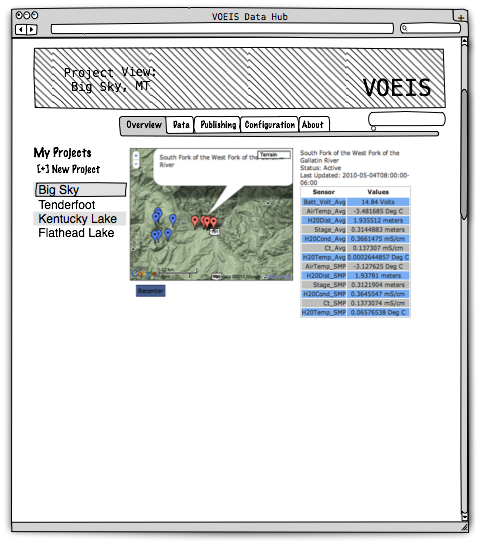 VOEIS Data Hub
Project View:
Big Sky, MT
VOEIS
Overview
Data
Publishing
Configuration
About
My Projects
[+] New Project
Big Sky
Tenderfoot
Kentucky Lake
Flathead Lake
South Fork of the West Fork of the
River
Terrain
Recenter
South Fork of the West Fork of the
Gallatin River
Status: Active
Last Updated: 2010-05-04T08:00:00-
06:00
Sensor Values
Batt_Volt_Avg 14.84 Volts
AirTemp_Avg -3.481685 Deg C
H20Dist_Avg 1.935512 meters
Stage_Avg 0.3144883 meters
H20Cond_Avg 0.3661475 mS/cm
Ct_Avg 0.137307 mS/cm
H20Temp_Avg 0.0002644857 Deg C
AirTemp_SMP -3.127625 Deg C
H20Dist_SMP 1.93781 meters
Stage_SMP 0.3121904 meters
H20Cond_SMP 0.3645547 mS/cm
Ct_SMP 0.1373074 mS/cm
H20Temp_SMP 0.06576538 Deg C